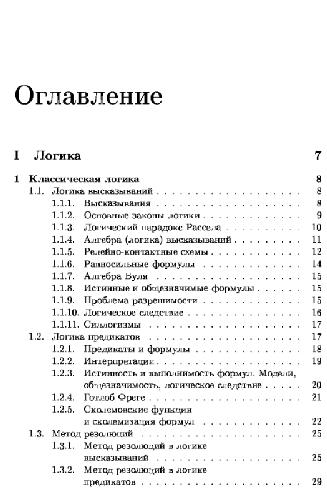 Оглавление
I Логика 7
1 Классическая логика 8
1.1. Логика высказываний . . . . . . . . . . . . . . . . . . . . 8
1.1.1. Высказывания . . . . . . . . . . . . . . . . . . . . 8
1.1.2. Основные законы логики . . . . . . . . . . . . . 9
1.1.3. Логический парадокс Рассела . . . . . . . . . . 10
1.1.4. Алгебра (логика) высказываний . . . . . . . . . 11
1.1.5. Релейно-контактные схемы . . . . . . . . . . . . 12
1.1.6. Равносильные формулы . . . . . . . . . . . . . . 14
1.1.7. Алгебра Буля . . . . . . . . . . . . . . . . . . . . 15
1.1.8. Истинные и общезначимые формулы . . . . . . 15
1.1.9. Проблема разрешимости . . . . . . . . . . . . . 15
1.1.10. Логическое следствие . . . . . . . . . . . . . . . 16
1.1.11. Силлогизмы . . . . . . . . . . . . . . . . . . . . . 17
1.2. Логика предикатов . . . . . . . . . . . . . . . . . . . . . 17
1.2.1. Предикаты и формулы . . . . . . . . . . . . . . 18
1.2.2. Интерпретации . . . . . . . . . . . . . . . . . . . 19
1.2.3. Истинность и выполнимость формул. Модели,
общезначимость, логическое следствие . . . . . 20
1.2.4. Готлоб Фреге . . . . . . . . . . . . . . . . . . . . 21
1.2.5. Сколемовские функции
и сколемизация формул . . . . . . . . . . . . . . 22
1.3. Метод резолюций . . . . . . . . . . . . . . . . . . . . . . 25
1.3.1. Метод резолюций в логике
высказываний . . . . . . . . . . . . . . . . . . . . 25
1.3.2. Метод резолюций в логике
предикатов . . . . . . . . . . . . . . . . . . . . . . 29